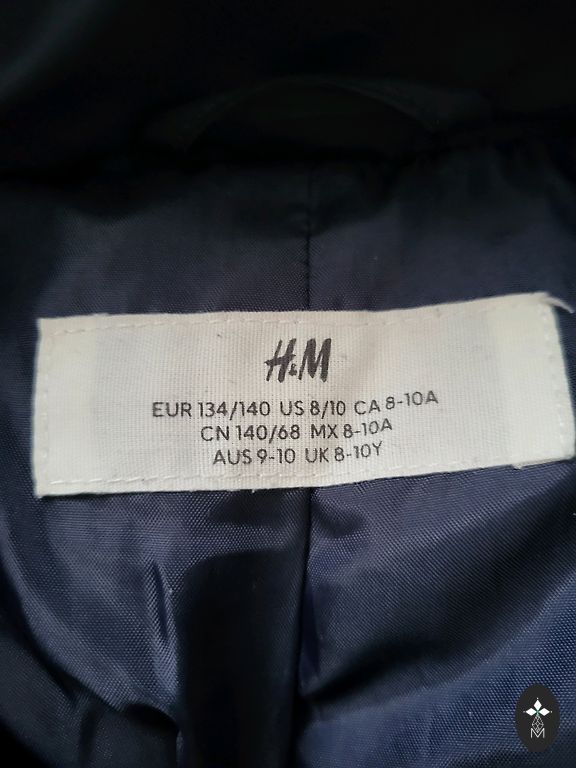 H&M
EUR 134/140 US 8/10 CA 8-10A
CN 140/68 MX 8-10A
AUS 9-10 UK 8-10Y
M